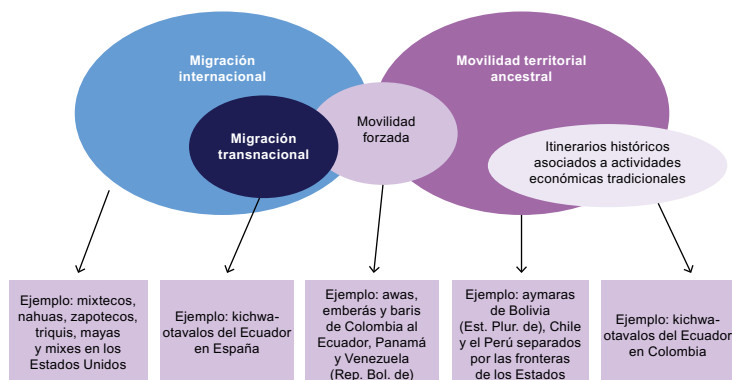 Migración
internacional
Movilidad territorial
ancestral
Migración
transnacional
Movilidad
forzada
Itinerarios históricos
asociados a actividades
económicas tradicionales
Ejemplo: mixtecos,
nahuas, zapotecos,
triquis, mayas
y mixes en los
Estados Unidos
Ejemplo: kichwa-
otavalos del Ecuador
en España
Ejemplo: awas,
emberás y baris
de Colombia al
Ecuador, Panamá
y Venezuela
(Rep. Bol. de)
Ejemplo: aymaras
de Bolivia
(Est. Plur. de), Chile
y el Perú separados
por las fronteras
de los Estados
Ejemplo: kichwa-
otavalos del Ecuador
en Colombia